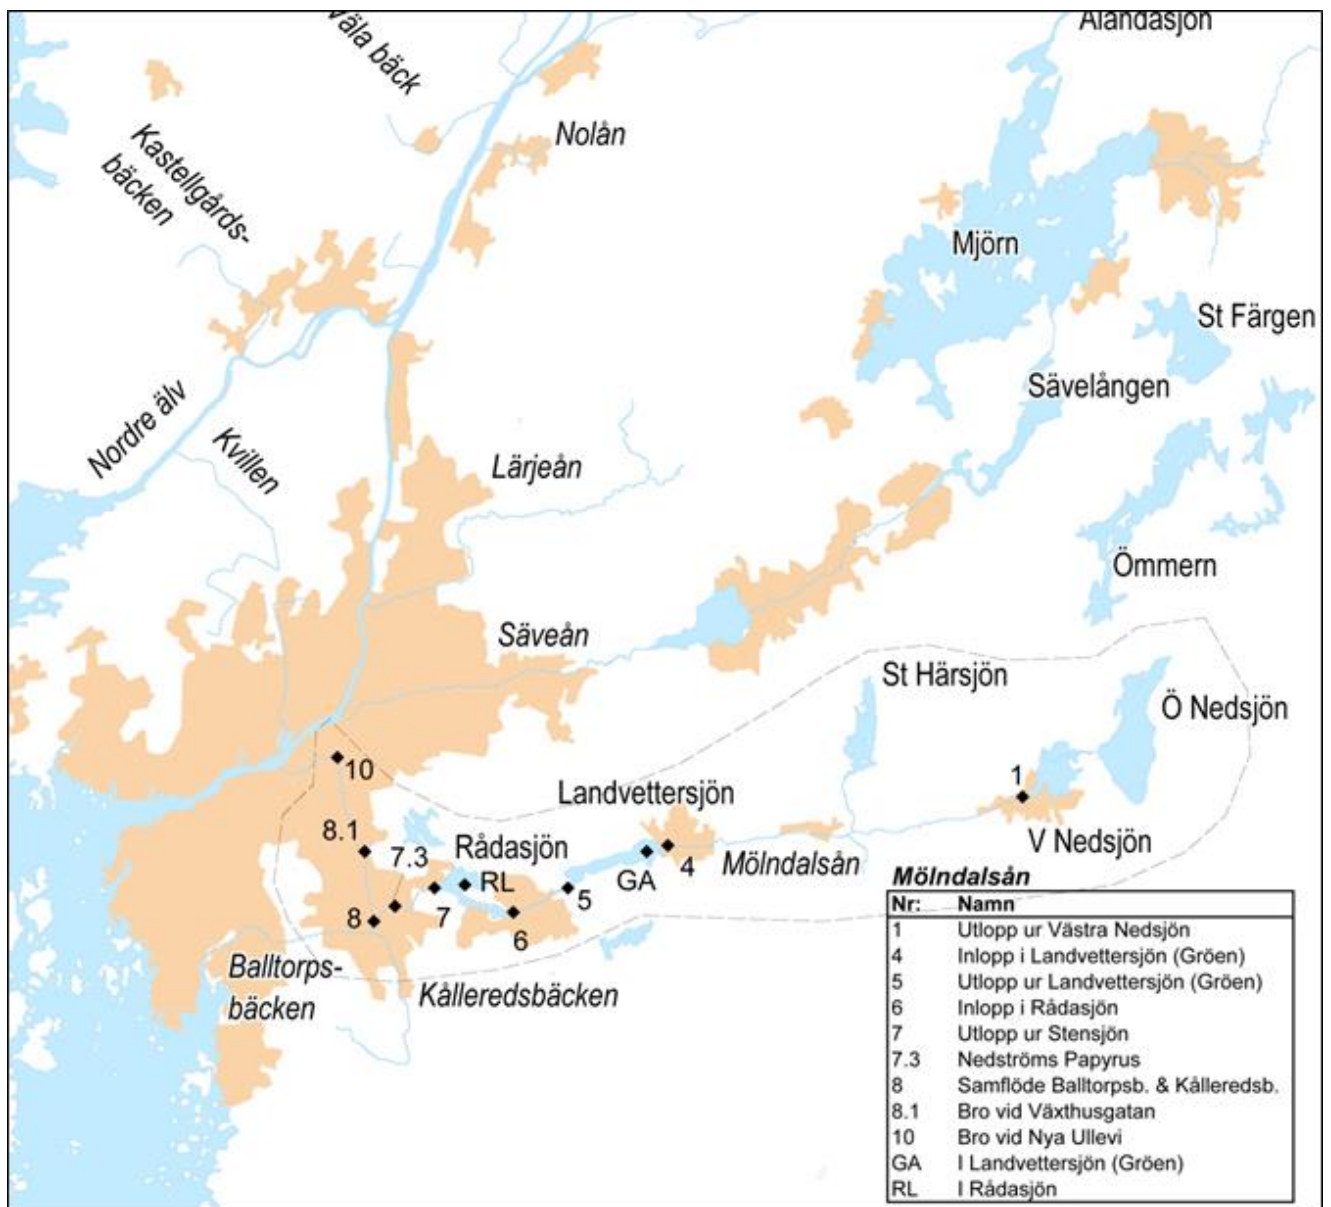 Ålandasjön
Väla bäck
Nolån
Kastellgårds-
bäcken
Mjörn
St Färgen
Sävelången
Nordre älv
Kvillen
Lärjeån
Ömmern
Säveån
St Härsjön
Ö Nedsjön
10
1
Landvettersjön
8.1
7.3
Rådasjön
V Nedsjön
RL
GA
4
Mölndalsån
8
7
6
5
Balltorps-
bäcken
Kålleredsbäcken
Mölndalsån
Nr: Namn
1 Utlopp ur Västra Nedsjön
4 Inlopp i Landvettersjön (Gröen)
5 Utlopp ur Landvettersjön (Gröen)
6 Inlopp i Rådasjön
7 Utlopp ur Stensjön
7.3 Nedströms Papyrus
8 Samflöde Balltorpsb. & Kålleredsb.
8.1 Bro vid Växthusgatan
10 Bro vid Nya Ullevi
GA I Landvettersjön (Gröen)
RL I Rådasjön